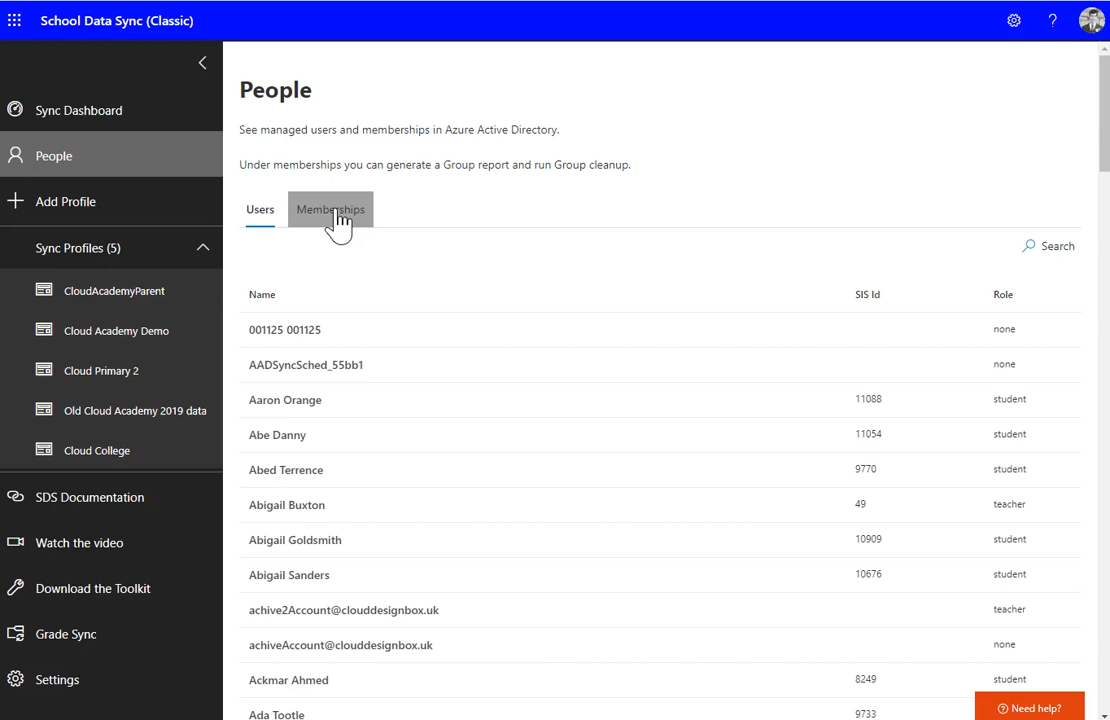 School Data Sync (Classic)
?
Sync Dashboard
People
Add Profile
Sync Profiles (5)
CloudAcademyParent
Cloud Academy Demo
Cloud Primary 2
Old Cloud Academy 2019 data
Cloud College
SDS Documentation
Watch the video
Download the Toolkit
Grade Sync
Settings
People
See managed users and memberships in Azure Active Directory.
Under memberships you can generate a Group report and run Group cleanup.
Users Memberships
Search
Name SIS Id Role
001125 001125 none
AADSyncSched_55bb1 none
Aaron Orange 11088 student
Abe Danny 11054 student
Abed Terrence 9770 student
Abigail Buxton 49 teacher
Abigail Goldsmith 10909 student
Abigail Sanders 10676 student
achive2Account@clouddesignbox.uk teacher
achiveAccount@clouddesignbox.uk none
Ackmar Ahmed 8249 student
Ada Tootle 9733
Need help?